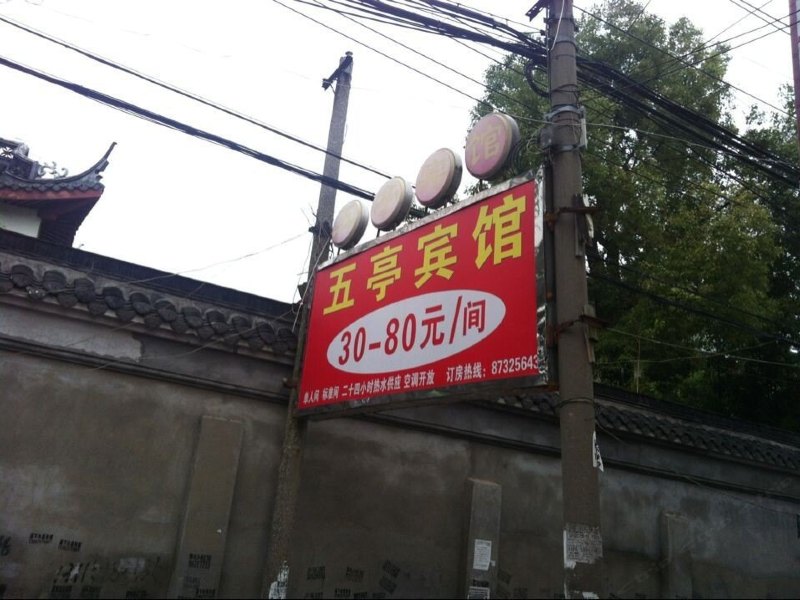 馆
五亭宾馆
30-80元/间
单人间 标准间 二十四小时热水供应 空调开放 订房热线：87325643